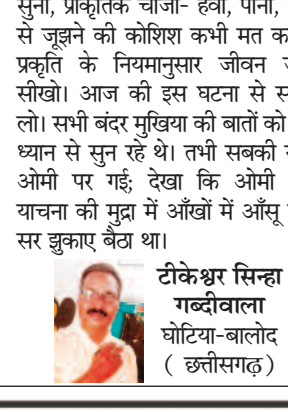 सुनो, प्राकृतिक चीजों- हवा, पानी,
से जूझने की कोशिश कभी मत क
प्रकृति के नियमानुसार जीवन ज
सीखो। आज की इस घटना से स
लो। सभी बंदर मुखिया की बातों को
ध्यान से सुन रहे थे। तभी सबकी न
ओमी पर गई; देखा कि ओमी
याचना की मुद्रा में आँखों में आँसू
सर झुकाए बैठा था।
टीकेश्वर सिन्हा
गब्दीवाला
घोटिया-बालोद
( छत्तीसगढ़)